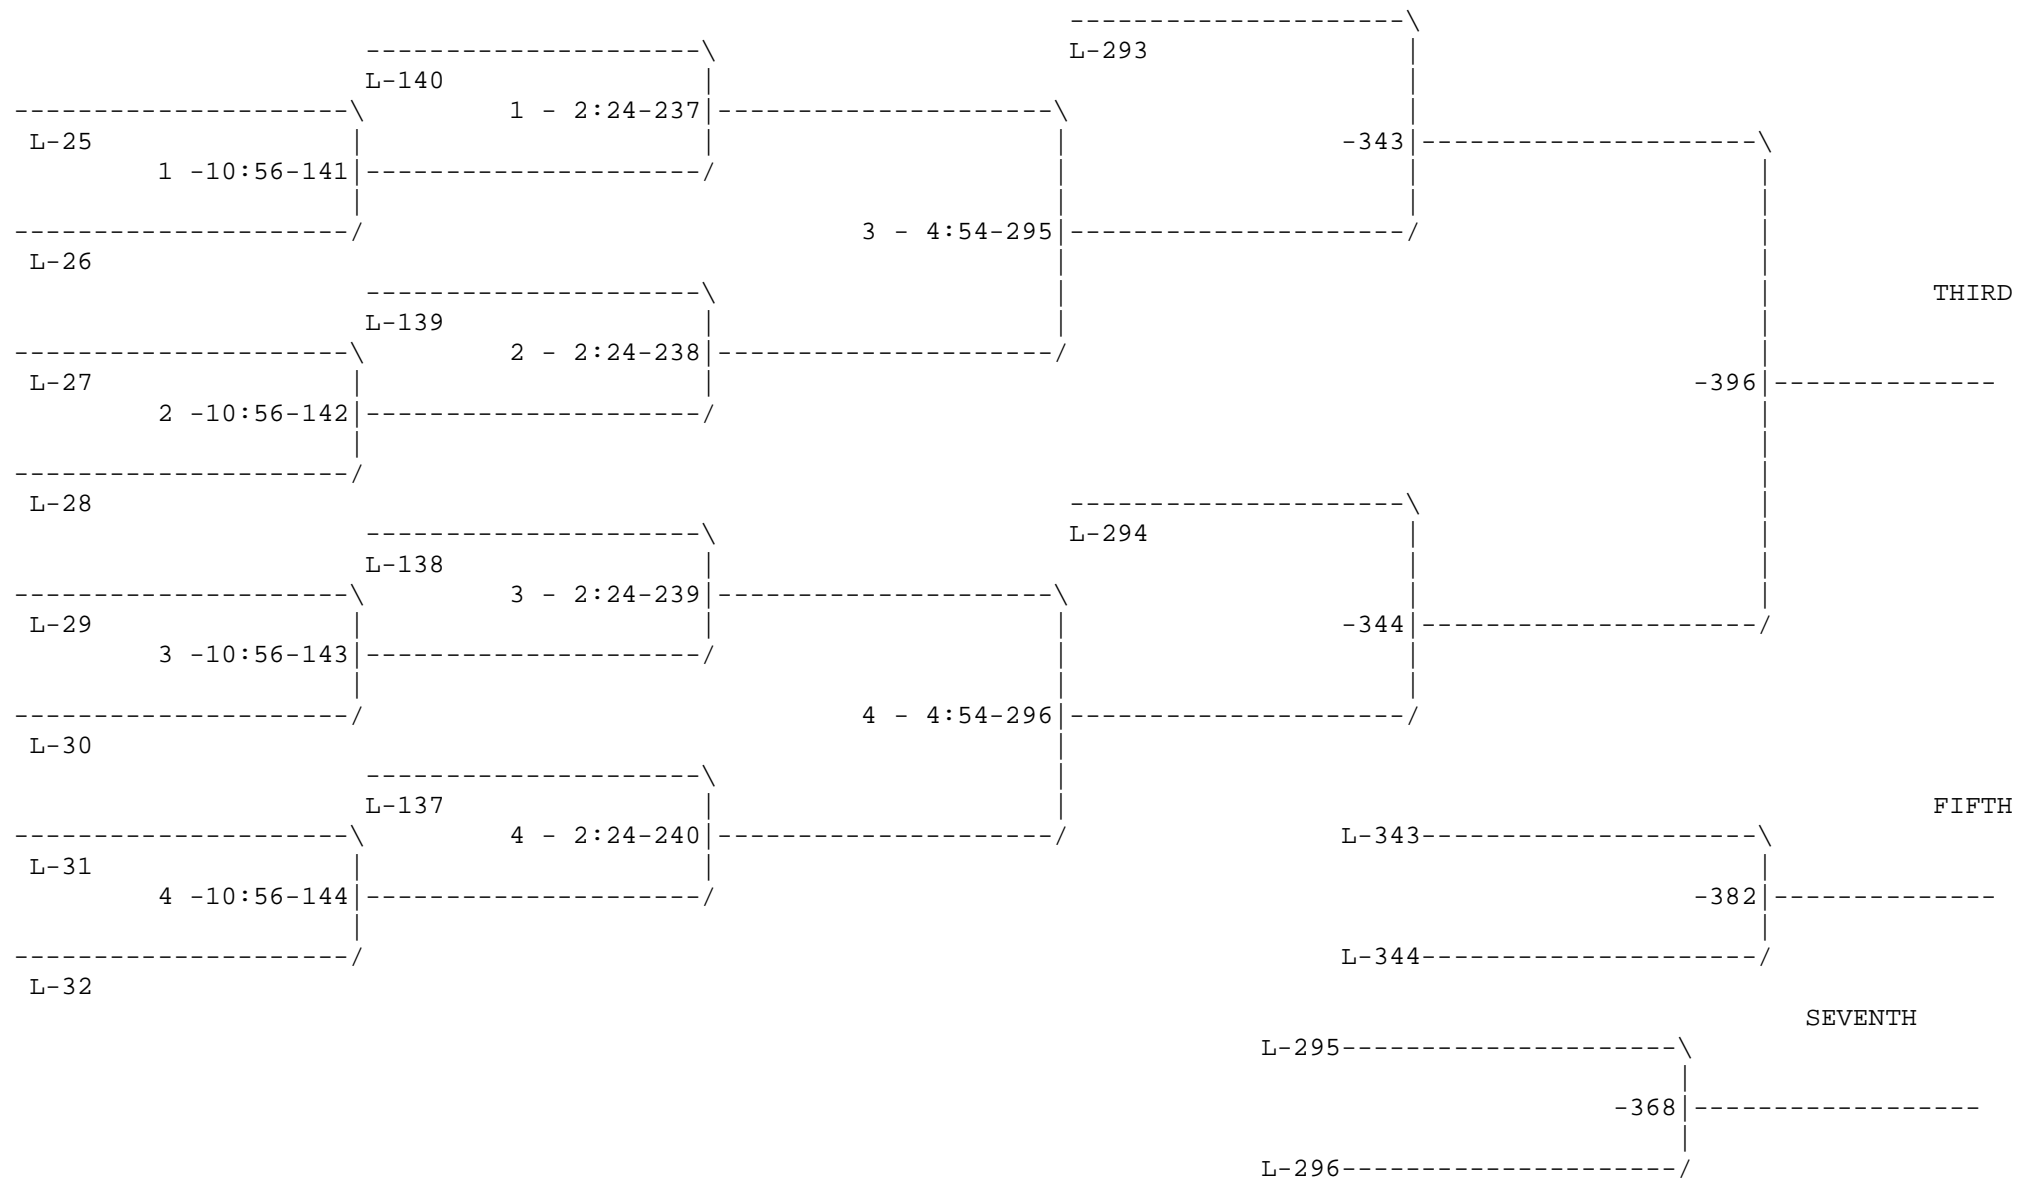 L-293
L-140
1 - 2:24-237
L-25
-343
1 -10:56-141
3 - 4:54-295
L-26
THIRD
L-139
2 - 2:24-238
L-27
-396
2 -10:56-142
L-28
L-294
L-138
3 - 2:24-239
L-29
-344
3 -10:56-143
4 - 4:54-296
L-30
L-137
FIFTH
4 - 2:24-240
L-343
L-31
4 -10:56-144
-382
L-344
L-32
SEVENTH
L-295
-368
L-296